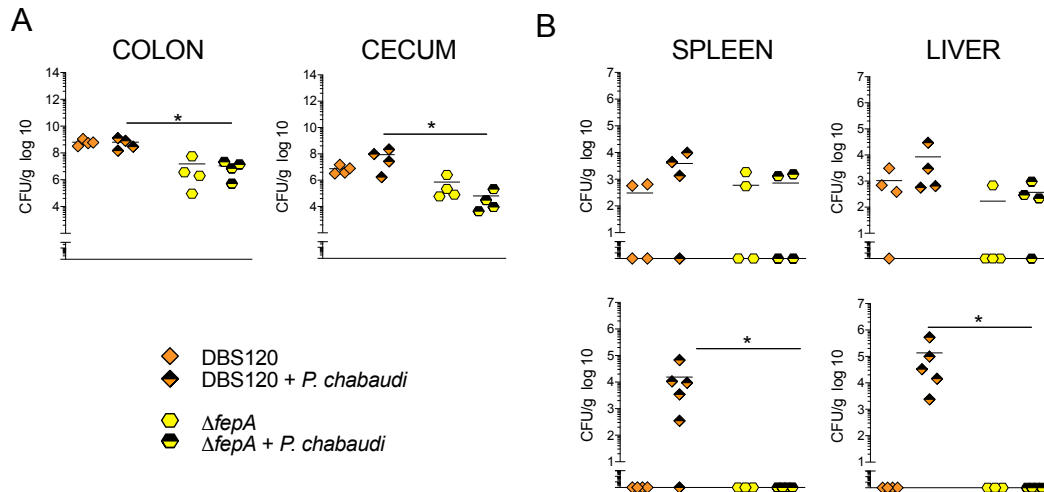 A
B
COLON
CECUM
SPLEEN
LIVER
CFU/g log 10
14
12
10
8
6
4
*
CFU/g log 10
14
12
10
8
6
4
*
CFU/g log 10
7
6
5
4
3
2
1
CFU/g log 10
7
6
5
4
3
2
1
DBS120
DBS120 + P. chabaudi
ΔfepA
ΔfepA + P. chabaudi
CFU/g log 10
7
6
5
4
3
2
1
*
CFU/g log 10
7
6
5
4
3
2
1
*